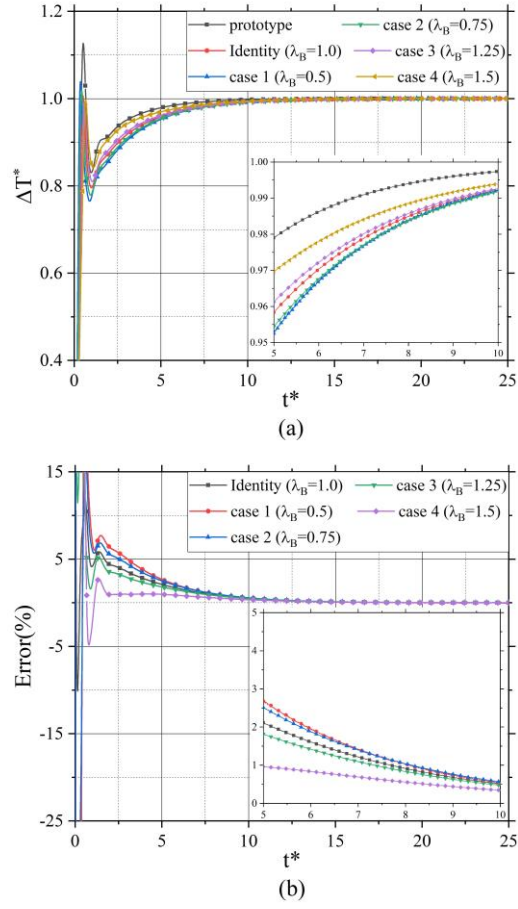 1.2
1.0
0.8
0.6
0.4
ΔT*
prototype
Identity (λB=1.0)
case 1 (λB=0.5)
case 2 (λB=0.75)
case 3 (λB=1.25)
case 4 (λB=1.5)
1.00
0.99
0.98
0.97
0.96
0.95
5 6 7 8 9 10
0 5 10 15 20 25
t*
(a)
15
5
-5
-15
-25
Error(%)
Identity (λB=1.0)
case 1 (λB=0.5)
case 2 (λB=0.75)
case 3 (λB=1.25)
case 4 (λB=1.5)
5
4
3
2
1
0
5 6 7 8 9 10
0 5 10 15 20 25
t*
(b)